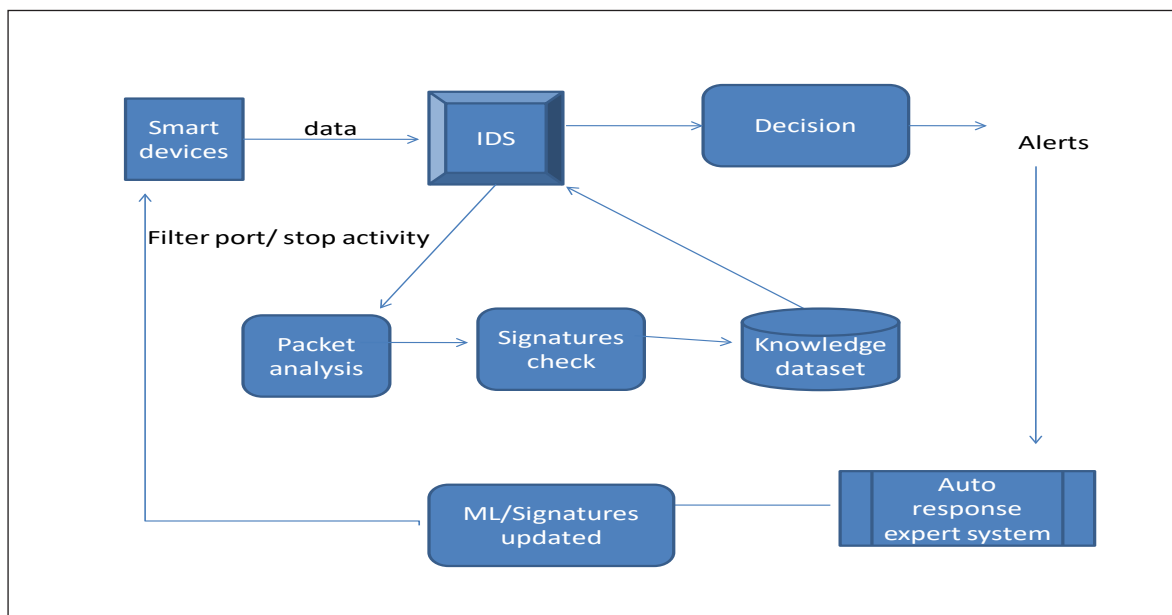 Smart
devices
data
IDS
Decision
Alerts
Filter port/ stop activity
Packet
analysis
Signatures
check
Knowledge
dataset
ML/Signatures
updated
Auto
response
expert system